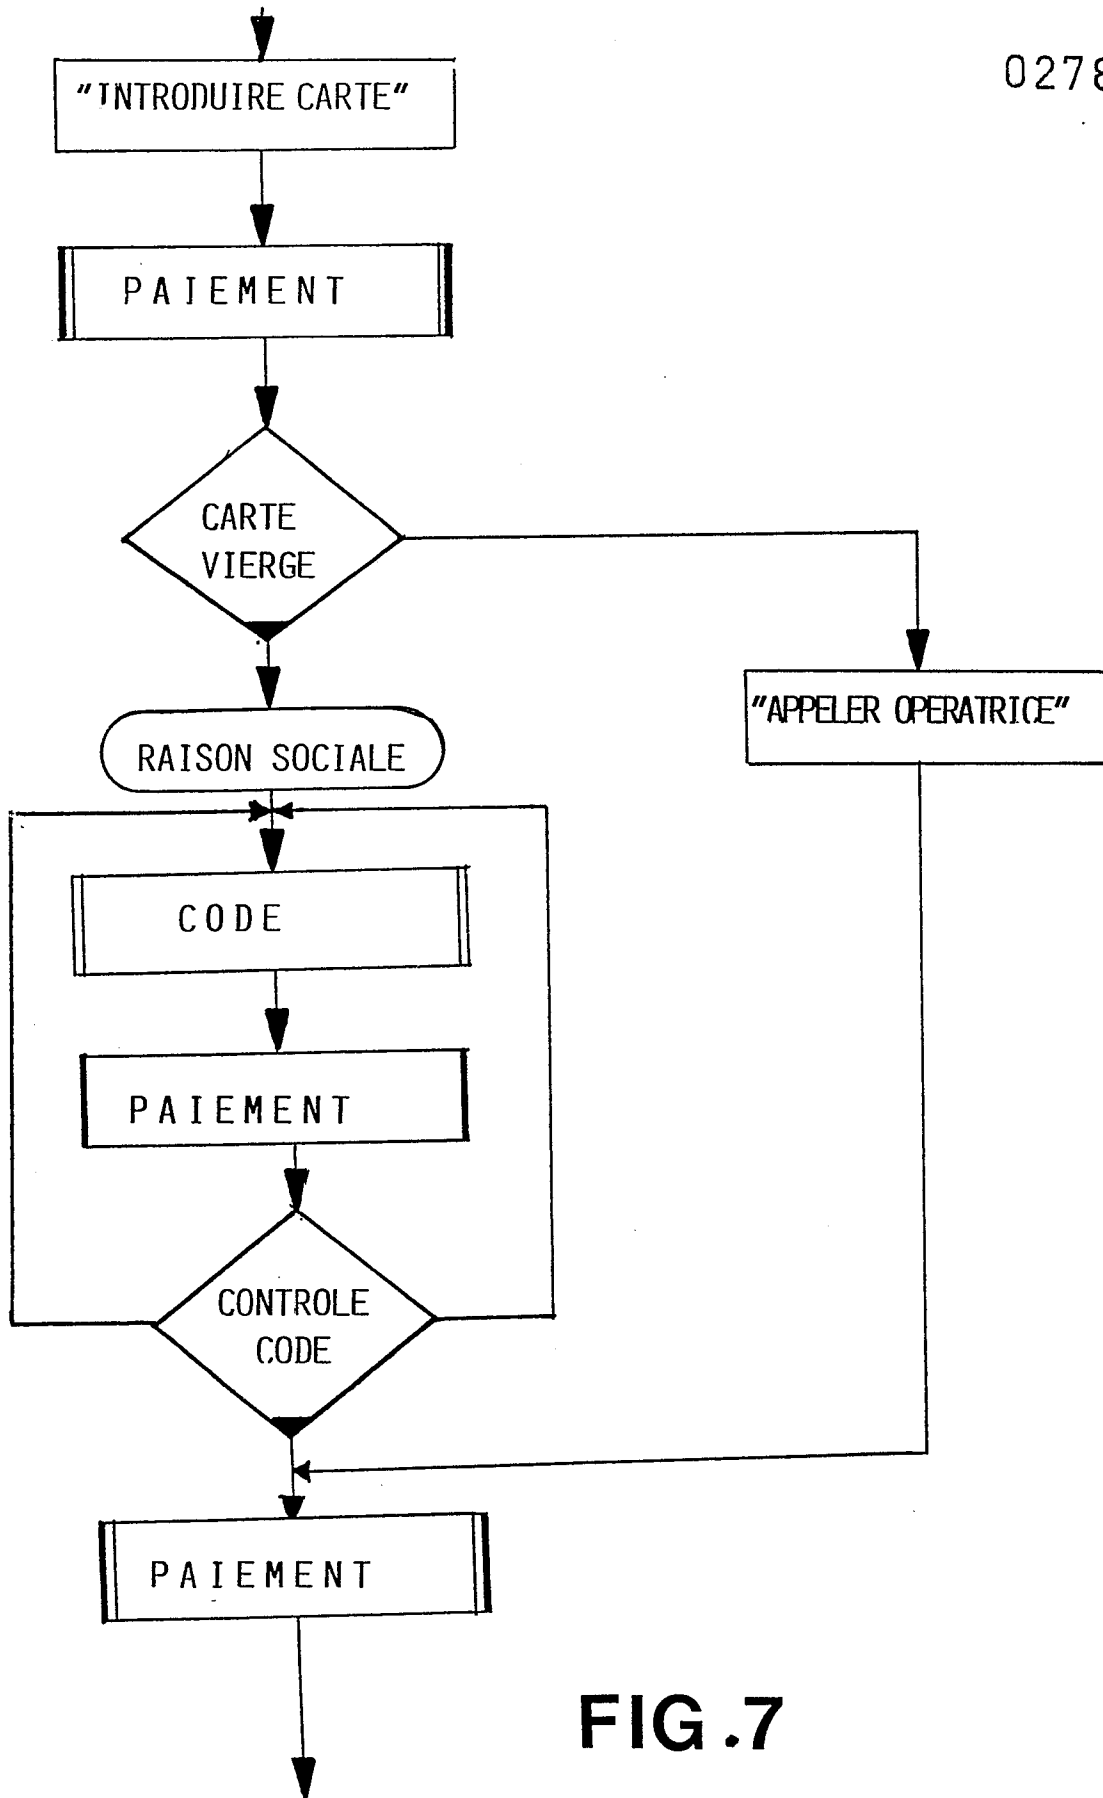 0278
"INTRODUIRE CARTE"
PAIEMENT
CARTE
VIERGE
"APPELER OPERATRICE"
RAISON SOCIALE
CODE
PAIEMENT
CONTROLE
CODE
PAIEMENT
FIG.7